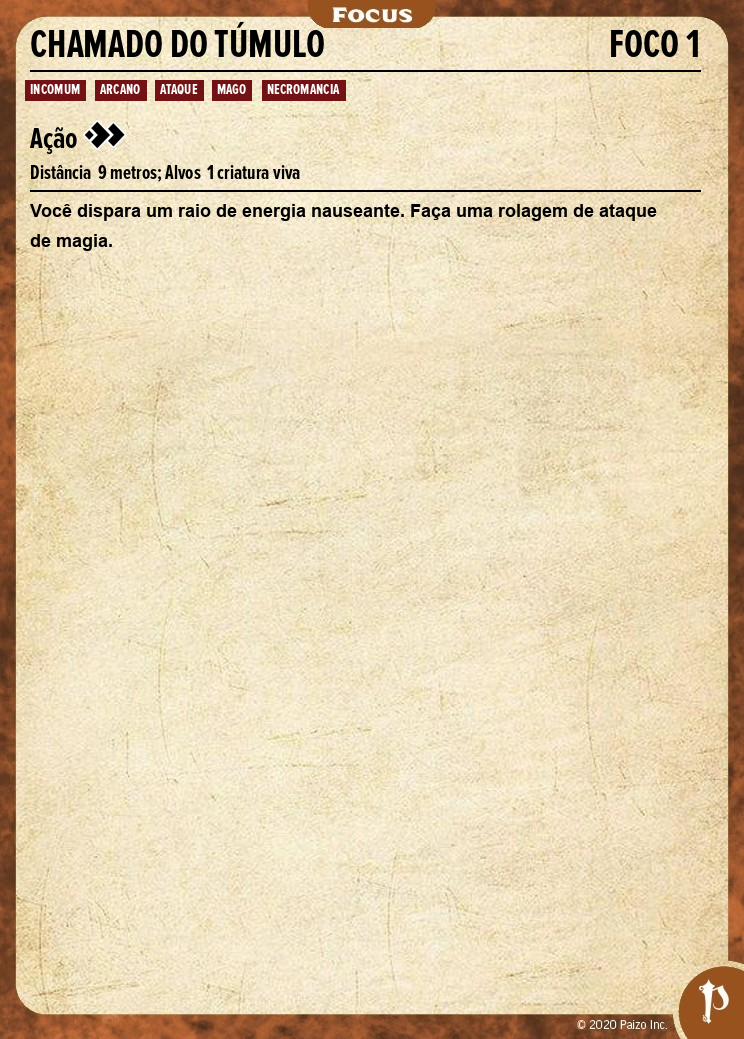 Focus
CHAMADO DO TÚMULO FOCO 1
INCOMUM ARCANO ATAQUE MAGO NECROMANCIA
Ação
Distância 9 metros; Alvos 1 criatura viva
Você dispara um raio de energia nauseante. Faça uma rolagem de ataque
de magia.
© 2020 Paizo Inc.